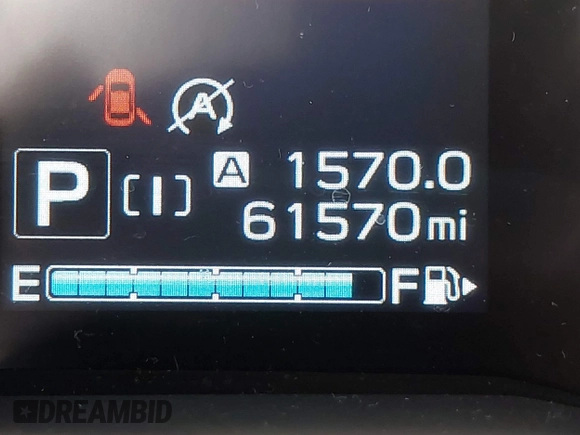 A
P [I] A 1570.0
61570mi
E F
DREAMBID